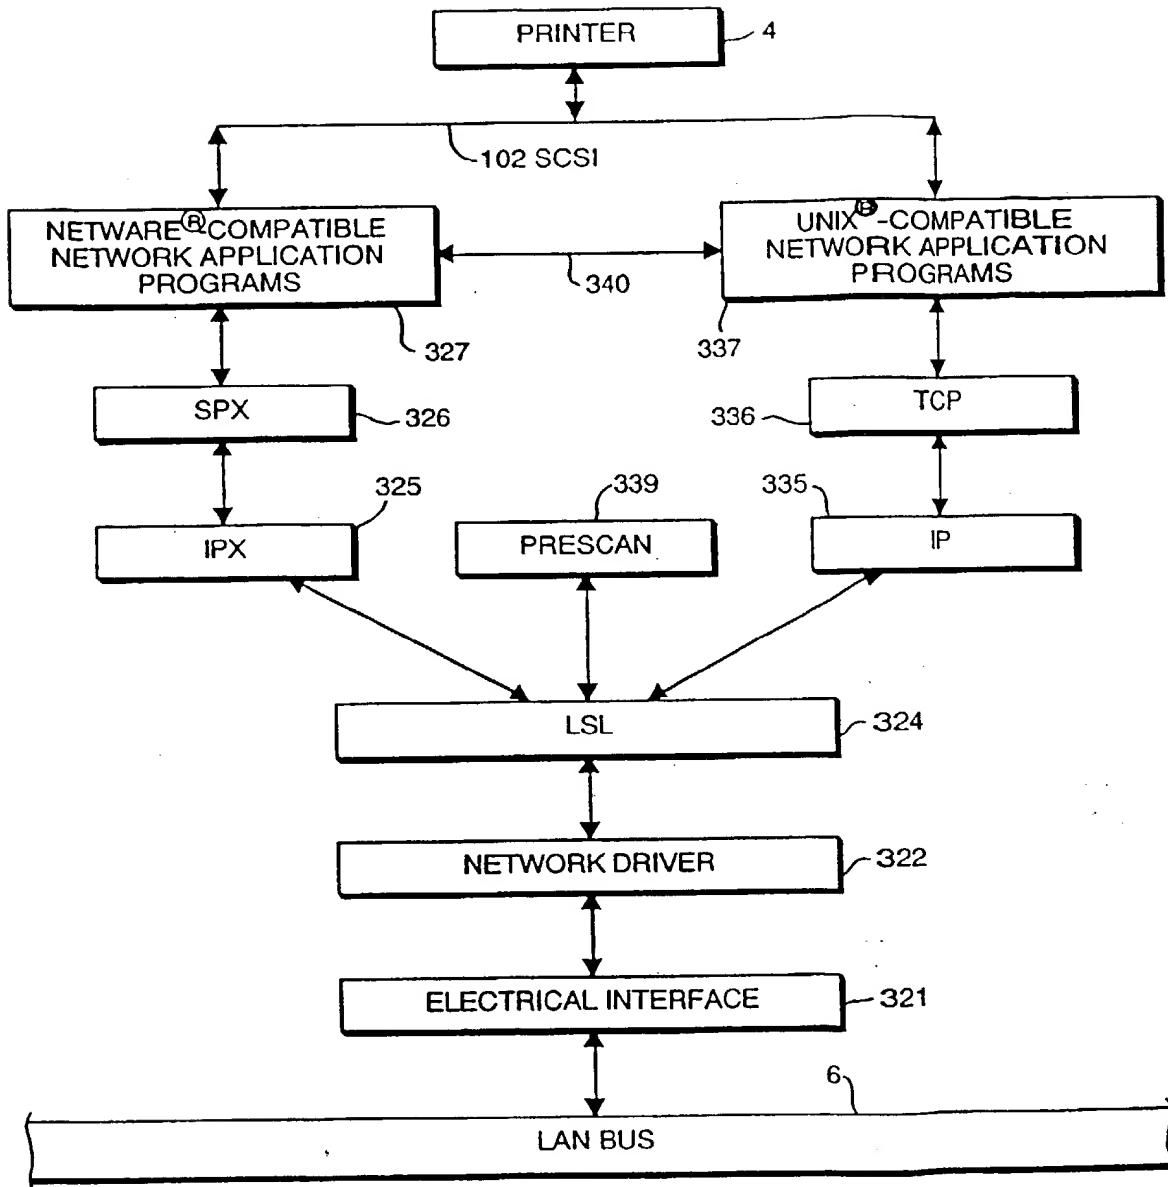 PRINTER
4
102 SCSI
NETWARE®-COMPATIBLE
NETWORK APPLICATION
PROGRAMS
UNIX®-COMPATIBLE
NETWORK APPLICATION
PROGRAMS
340
327
337
SPX
326
TCP
336
325
339
335
IPX
PRESCAN
IP
LSL
324
NETWORK DRIVER
322
ELECTRICAL INTERFACE
321
6
LAN BUS